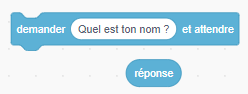 demander Quel est ton nom ? et attendre
réponse